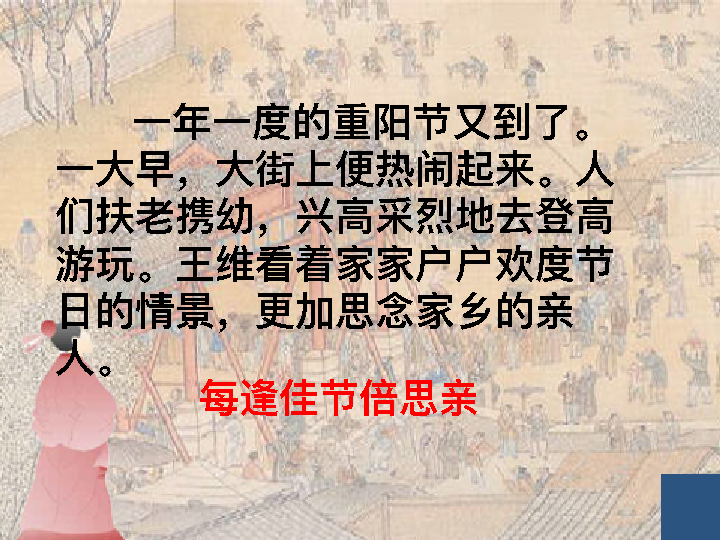 一年一度的重阳节又到了。
一大早，大街上便热闹起来。人
们扶老携幼，兴高采烈地去登高
游玩。王维看着家家户户欢度节
日的情景，更加思念家乡的亲
人。
每逢佳节倍思亲